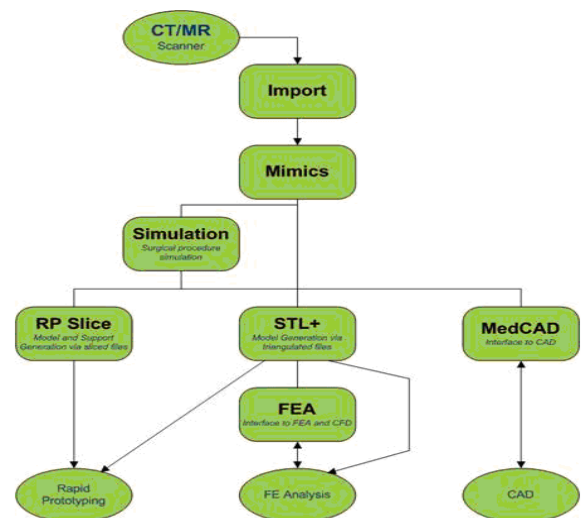 CT/MR
Scanner
Import
Mimics
Simulation
Surgical procedure
simulation
RP Slice
Model and Support
Generation via sliced files
STL+
Model Generation via
triangulated files
MedCAD
Interface to CAD
FEA
Interface to FEA and CFD
Rapid
Prototyping
FE Analysis
CAD